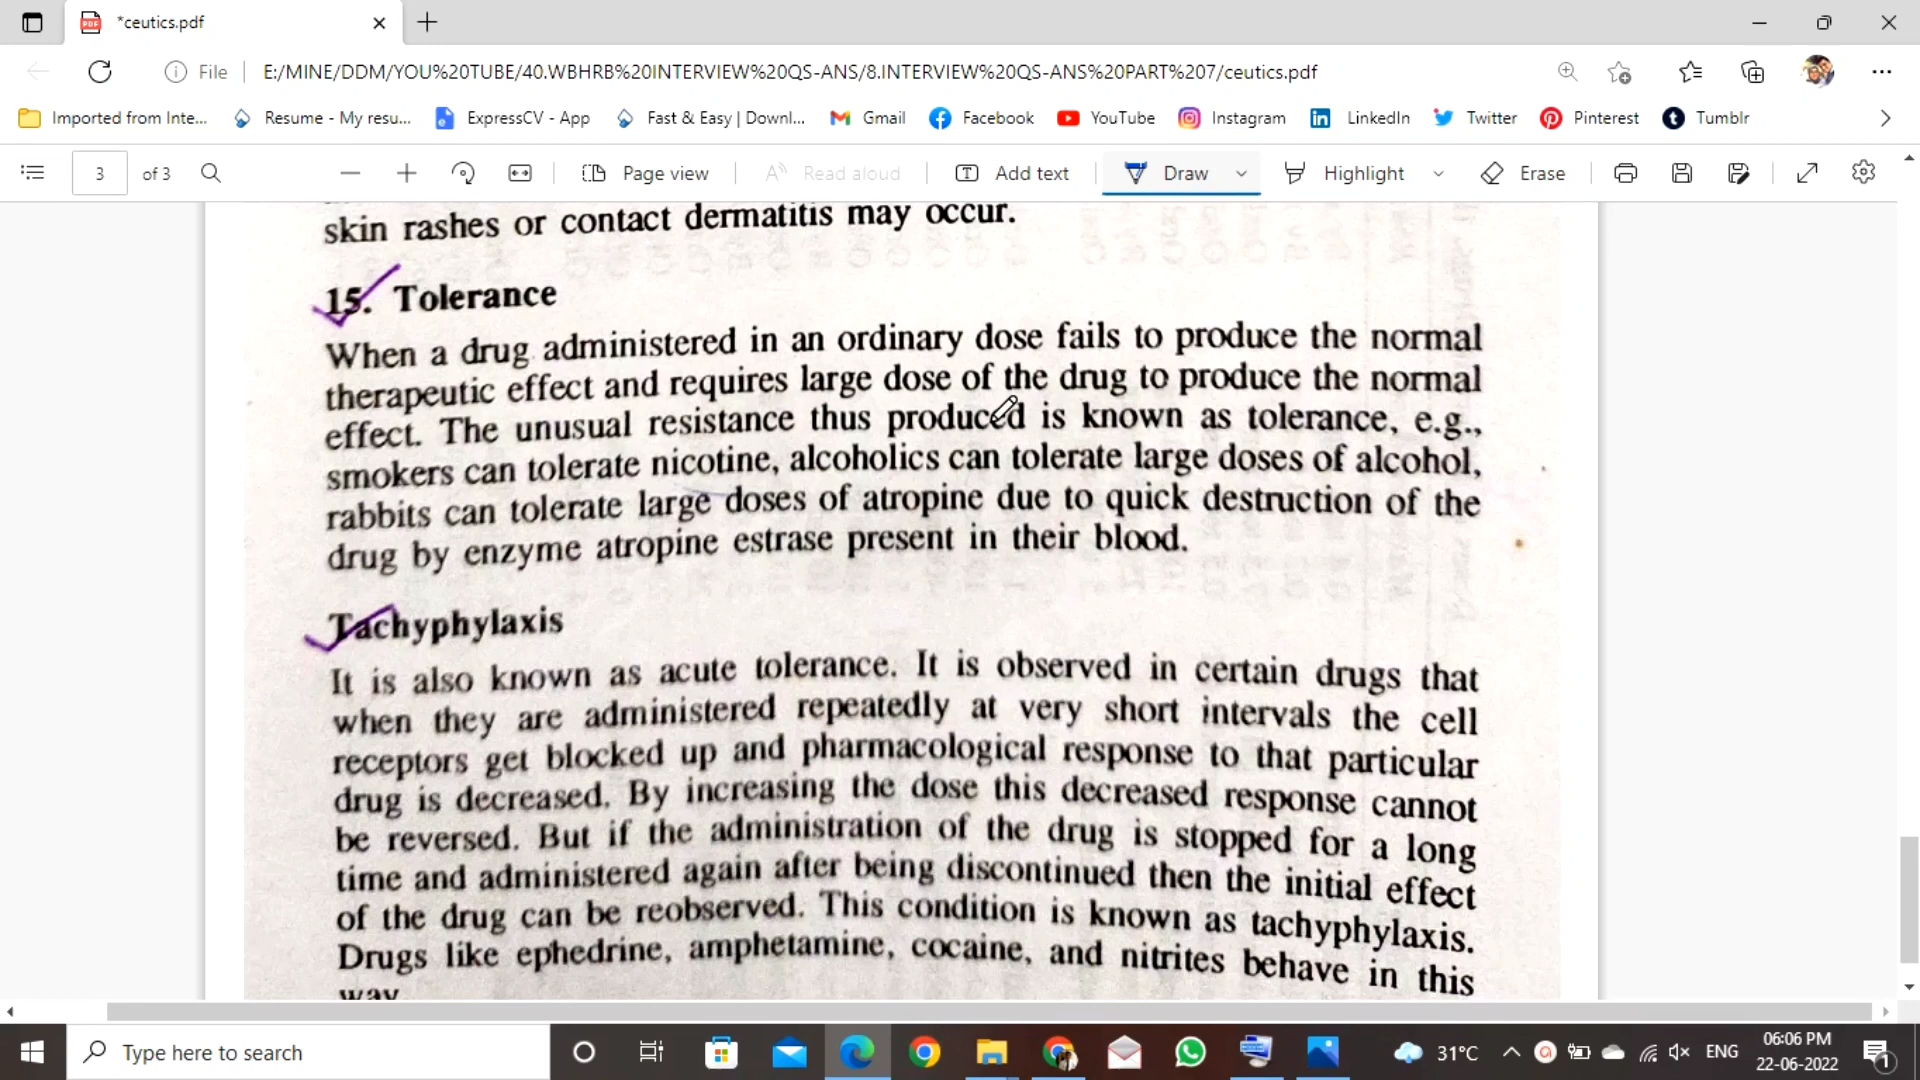 *ceutics.pdf
File
E:/MINE/DDM/YOU%20TUBE/40.WBHRB%20INTERVIEW%20QS-ANS/8.INTERVIEW%20QS-ANS%20PART%207/ceutics.pdf
Imported from Inte...
Resume - My resu...
ExpressCV - App
Fast & Easy | Downl...
Gmail
Facebook
YouTube
Instagram
LinkedIn
Twitter
Pinterest
Tumblr
3 of 3
Page view
Read aloud
Add text
Draw
Highlight
Erase
skin rashes or contact dermatitis may occur.
15. Tolerance
When a drug administered in an ordinary dose fails to produce the normal
therapeutic effect and requires large dose of the drug to produce the normal
effect. The unusual resistance thus produced is known as tolerance, e.g.,
smokers can tolerate nicotine, alcoholics can tolerate large doses of alcohol,
rabbits can tolerate large doses of atropine due to quick destruction of the
drug by enzyme atropine estrase present in their blood.
Tachyphylaxis
It is also known as acute tolerance. It is observed in certain drugs that
when they are administered repeatedly at very short intervals the cell
receptors get blocked up and pharmacological response to that particular
drug is decreased. By increasing the dose this decreased response cannot
be reversed. But if the administration of the drug is stopped for a long
time and administered again after being discontinued then the initial effect
of the drug can be reobserved. This condition is known as tachyphylaxis.
Drugs like ephedrine, amphetamine, cocaine, and nitrites behave in this
way.
Type here to search
31°C
ENG
06:06 PM
22-06-2022
1